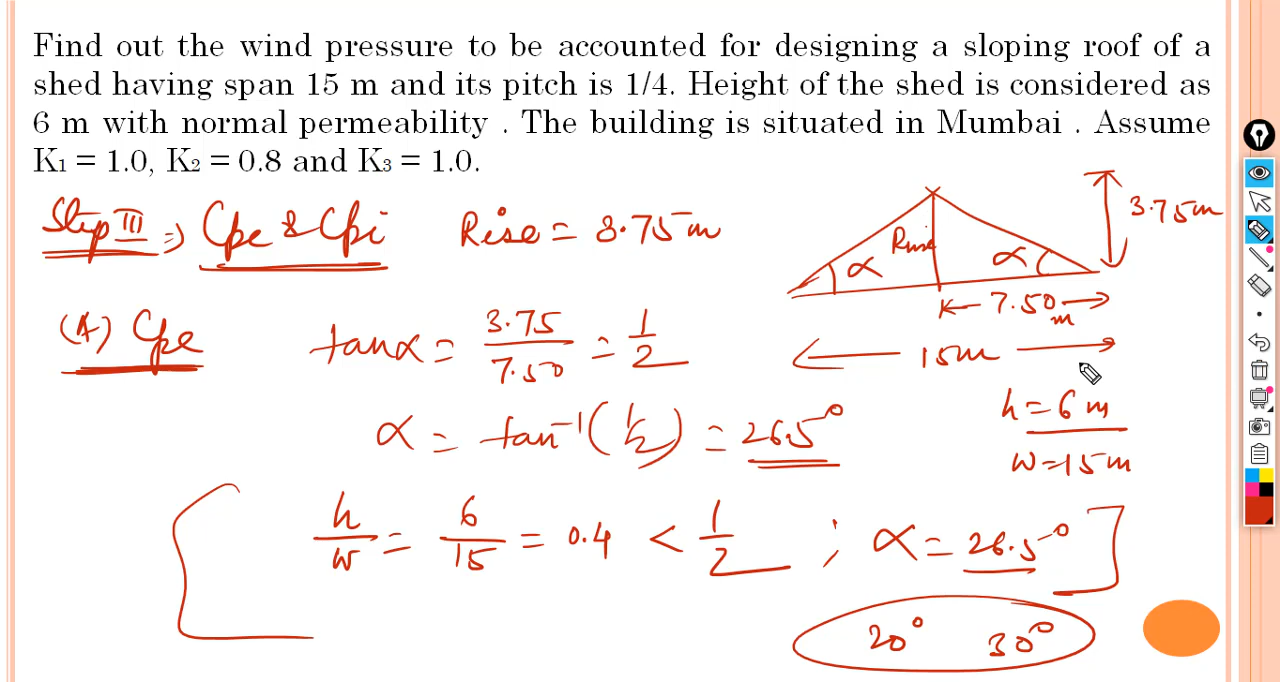 Find out the wind pressure to be accounted for designing a sloping roof of a
shed having span 15 m and its pitch is 1/4. Height of the shed is considered as
6 m with normal permeability . The building is situated in Mumbai . Assume
K1 = 1.0, K2 = 0.8 and K3 = 1.0.
Step III => Cpe & Cpi Rise = 3.75 m
3.75 m
Rise
α α
7.50 m
15m
(A) Cpe tanα = 3.75/7.50 = 1/2
α = tan⁻¹(1/2) = 26.5°
h = 6 m
W = 15 m
h/W = 6/15 = 0.4 < 1/2 ; α = 26.5°
20° 30°